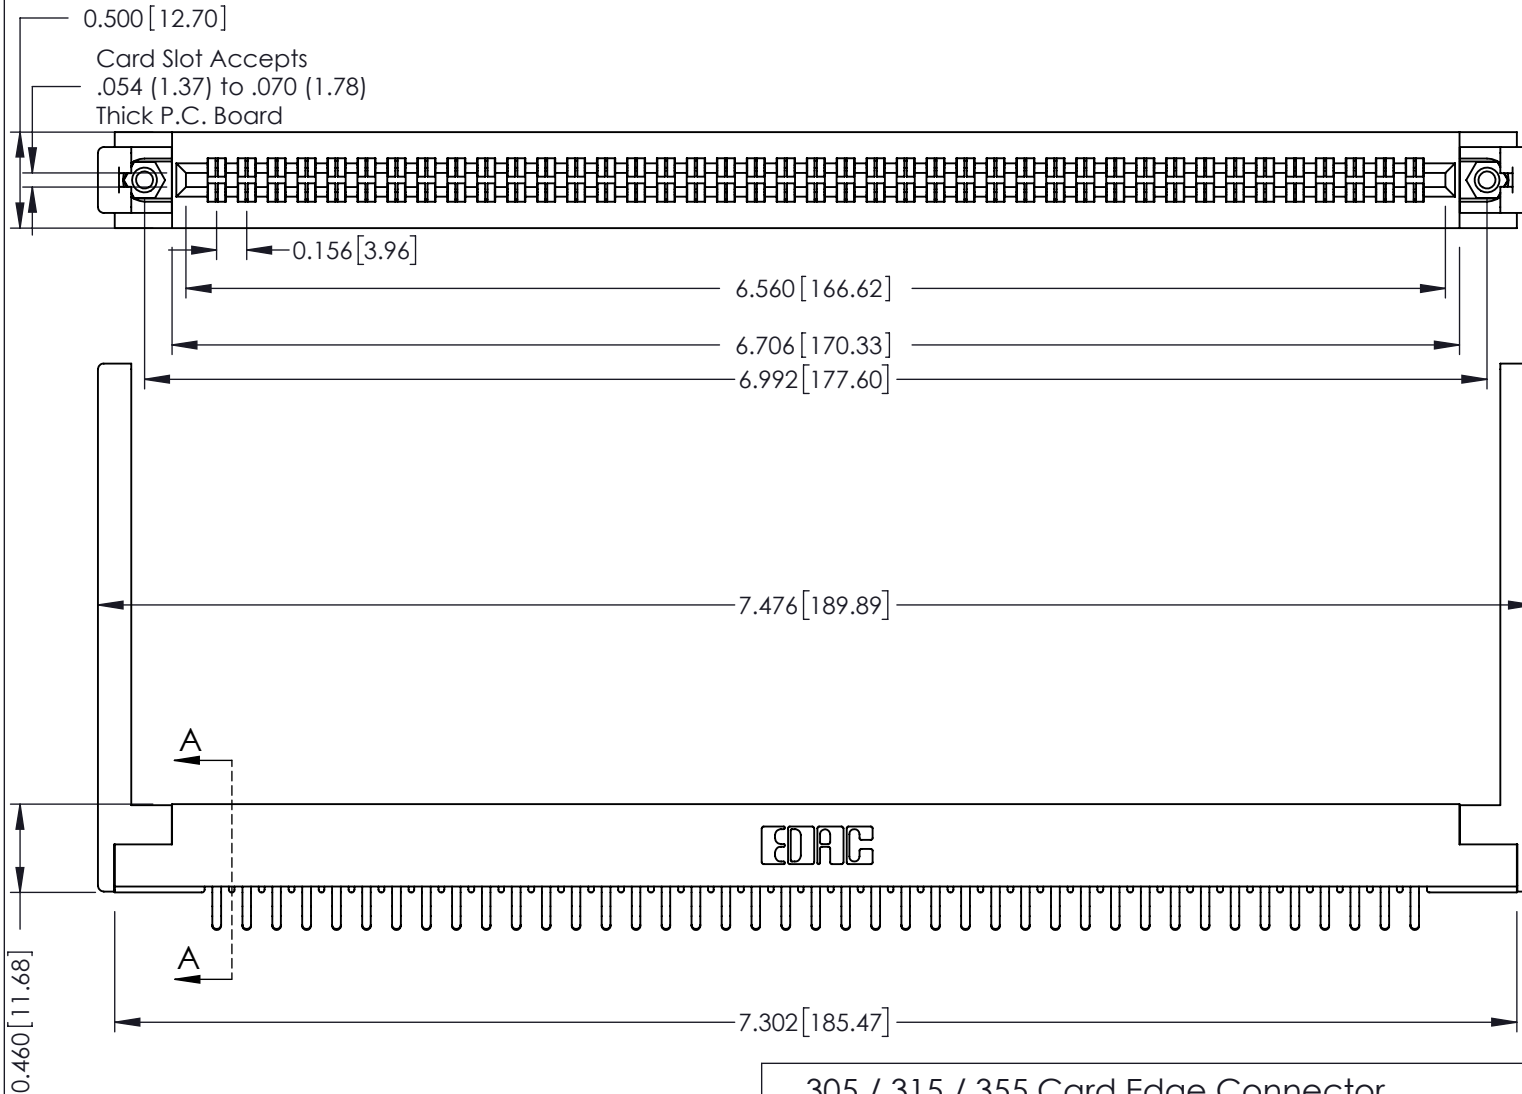 0.500[12.70]
Card Slot Accepts
.054 (1.37) to .070 (1.78)
Thick P.C. Board
0.156[3.96]
6.560[166.62]
6.706[170.33]
6.992[177.60]
7.476[189.89]
A
EDAC
A
0.460[11.68]
7.302[185.47]
305 / 315 / 355 Card Edge Connector